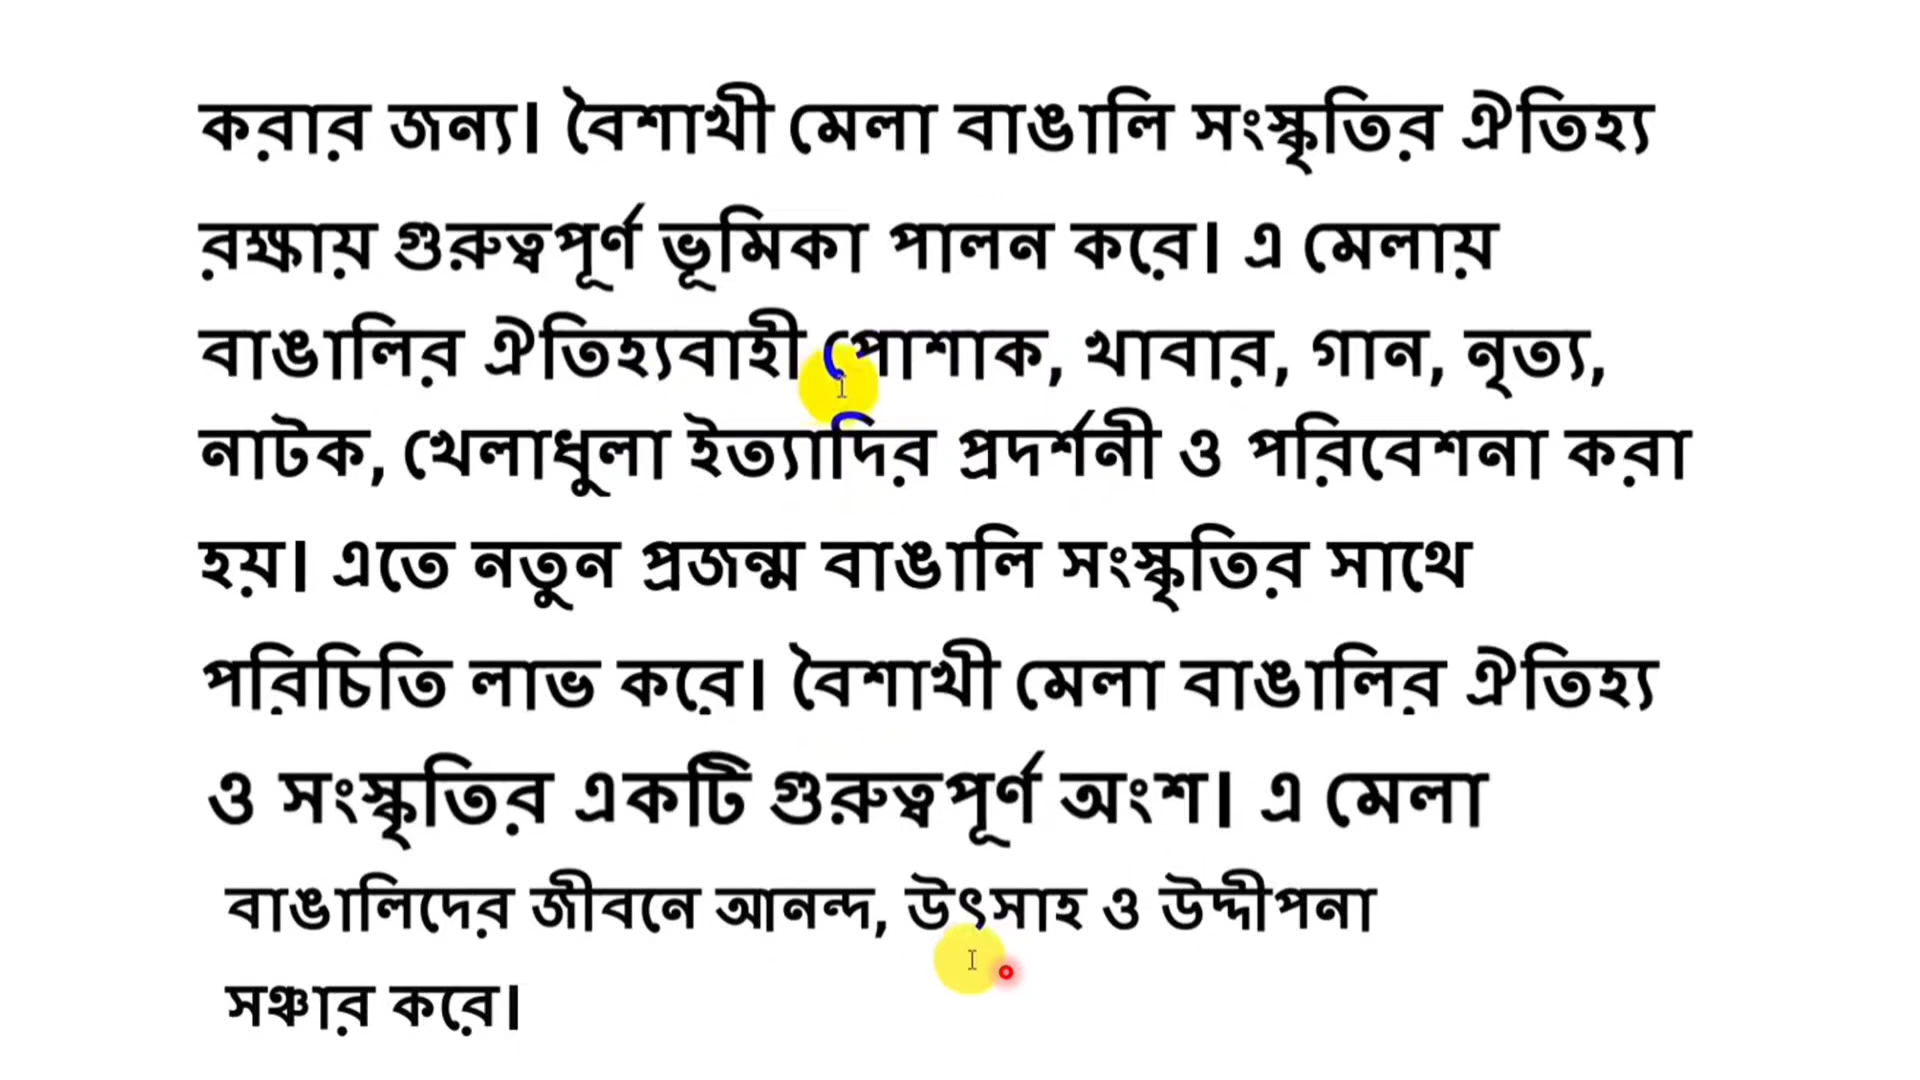 করার জন্য। বৈশাখী মেলা বাঙালি সংস্কৃতির ঐতিহ্য
রক্ষায় গুরুত্বপূর্ণ ভূমিকা পালন করে। এ মেলায়
বাঙালির ঐতিহ্যবাহী পোশাক, খাবার, গান, নৃত্য,
নাটক, খেলাধুলা ইত্যাদির প্রদর্শনী ও পরিবেশনা করা
হয়। এতে নতুন প্রজন্ম বাঙালি সংস্কৃতির সাথে
পরিচিতি লাভ করে। বৈশাখী মেলা বাঙালির ঐতিহ্য
ও সংস্কৃতির একটি গুরুত্বপূর্ণ অংশ। এ মেলা
বাঙালিদের জীবনে আনন্দ, উৎসাহ ও উদ্দীপনা
সঞ্চার করে।